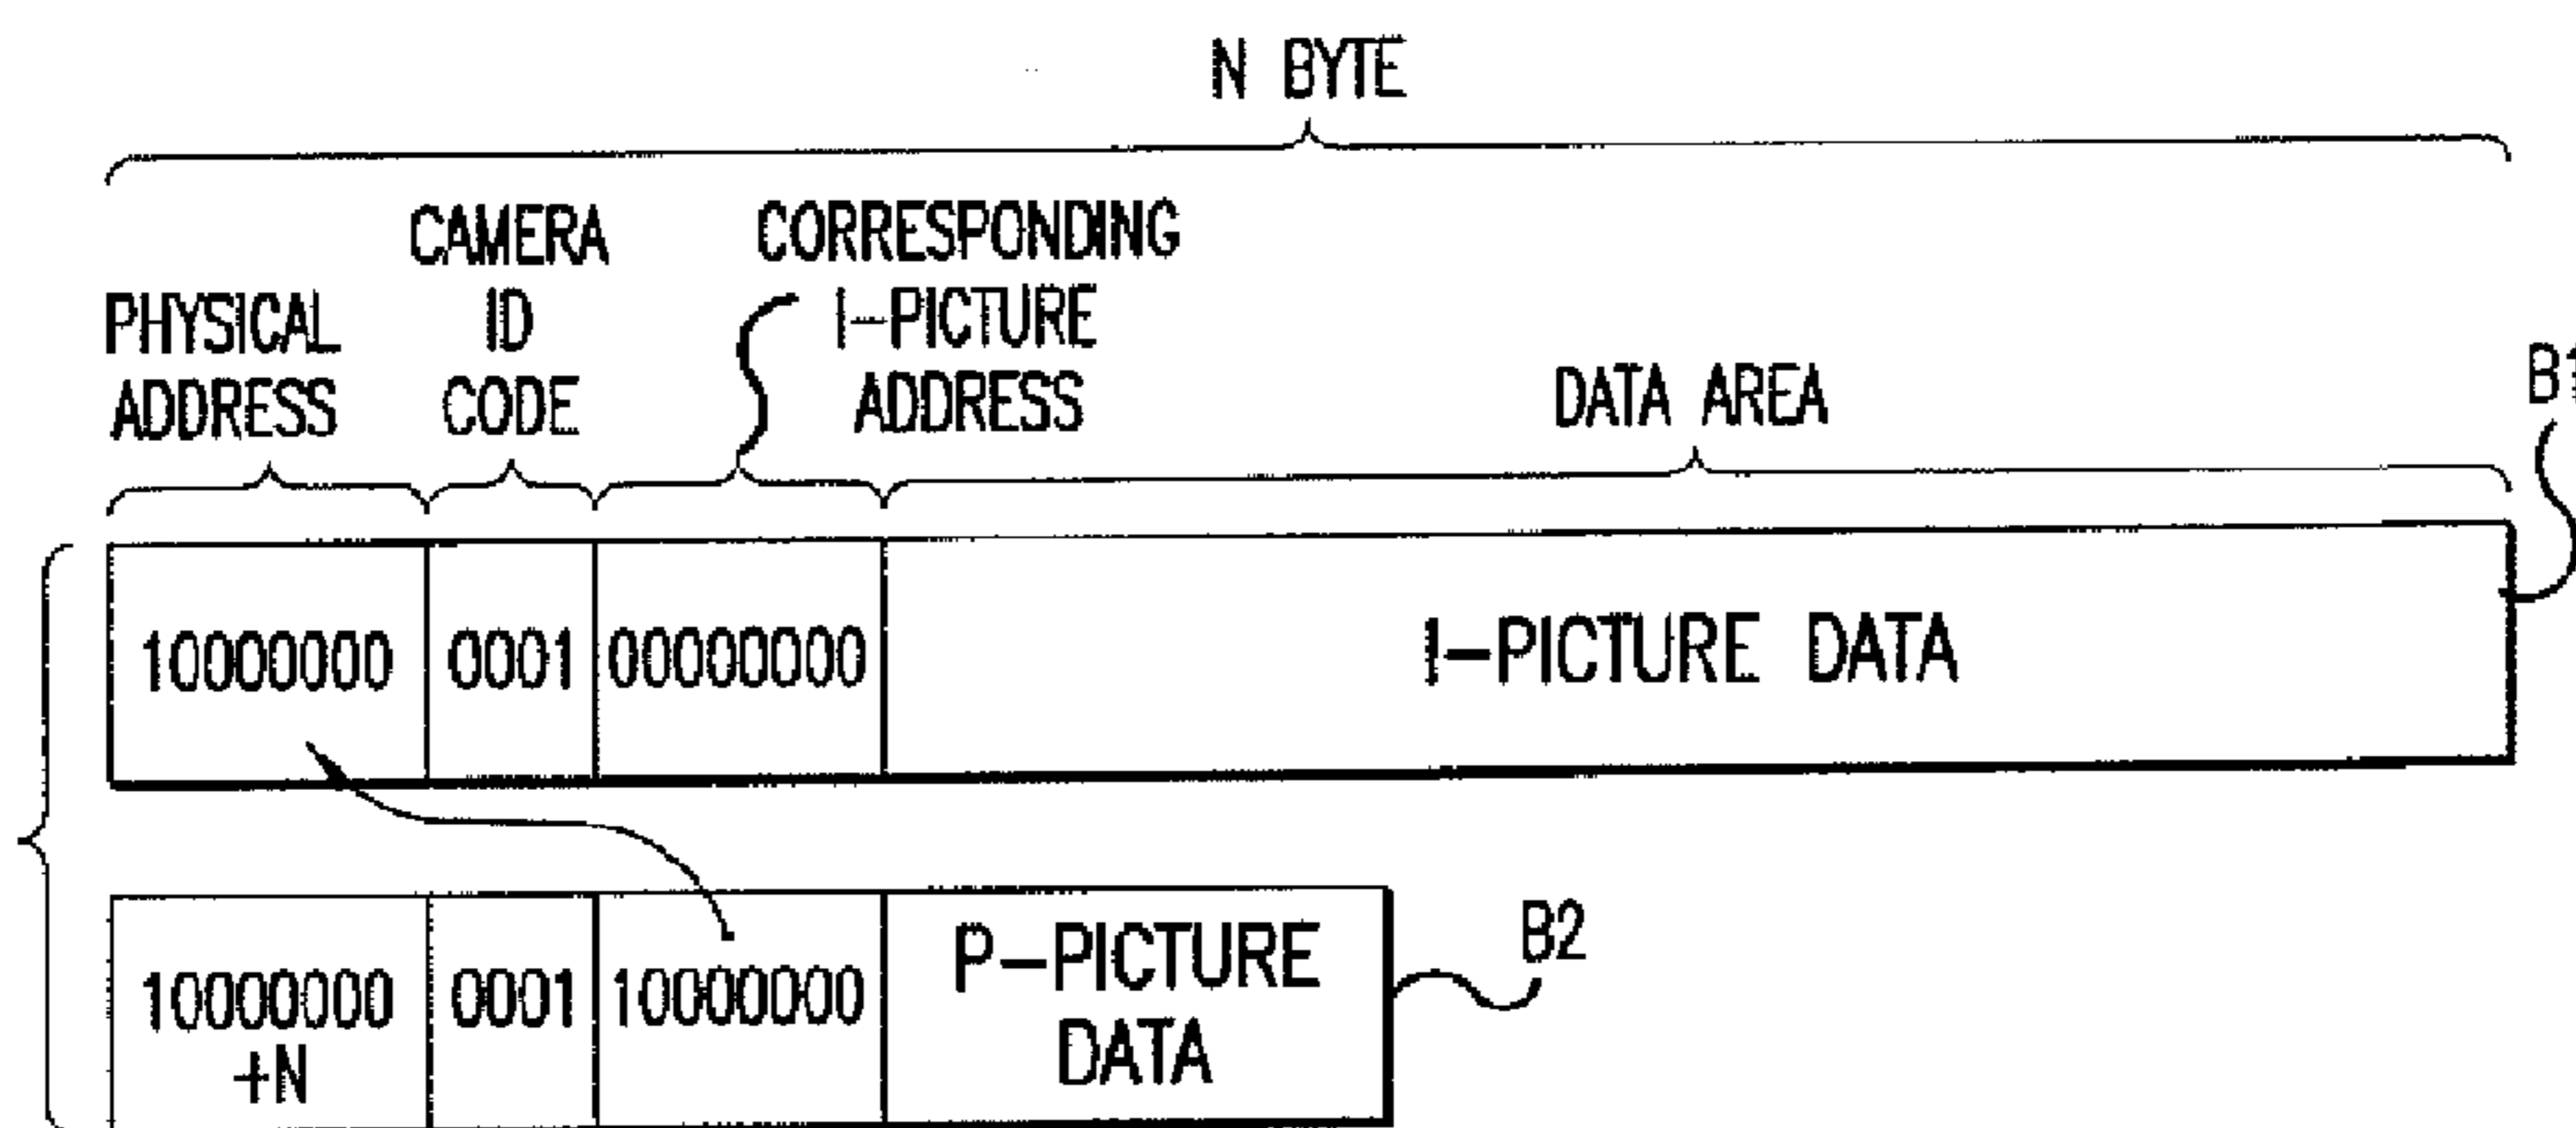 N BYTE
PHYSICAL
ADDRESS
CAMERA
ID
CODE
CORRESPONDING
I-PICTURE
ADDRESS
DATA AREA
B1
10000000 0001 00000000 I-PICTURE DATA
10000000
+N
0001 10000000
P-PICTURE
DATA
B2